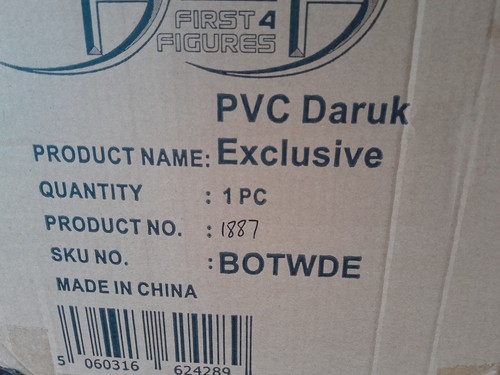 FIRST 4
FIGURES
PVC Daruk
PRODUCT NAME: Exclusive
QUANTITY : 1 PC
PRODUCT NO. : 1887
SKU NO. : BOTWDE
MADE IN CHINA
5 060316 624289